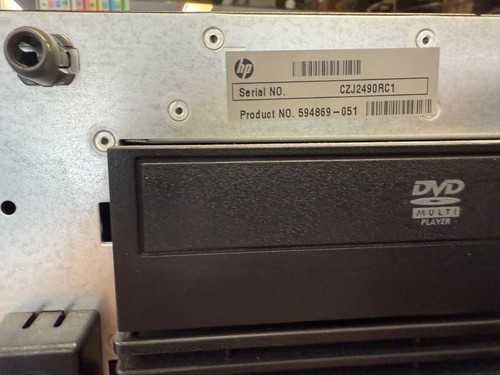 hp
Serial NO. CZJ2490RC1
Product NO. 594869-051
DVD
MULTI
PLAYER